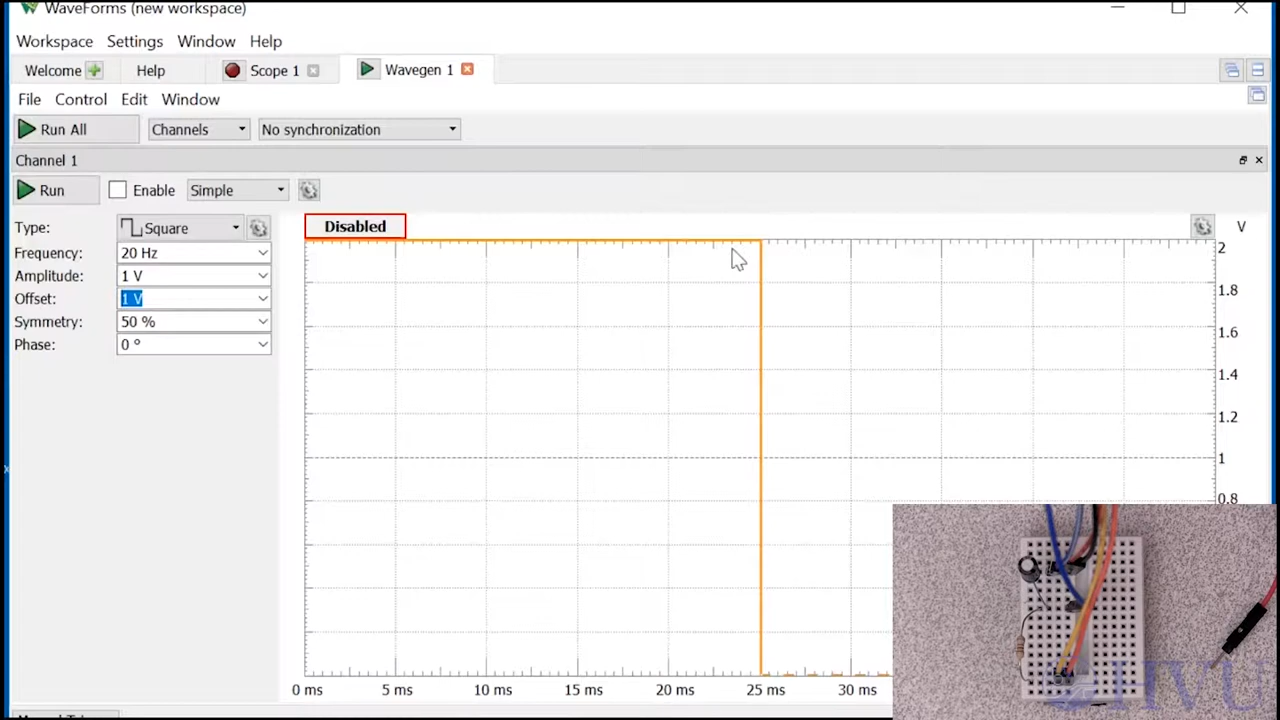 WaveForms (new workspace)
Workspace Settings Window Help
Welcome Help Scope 1 Wavegen 1
File Control Edit Window
Run All Channels No synchronization
Channel 1
Run Enable Simple
Type: Square Disabled V
Frequency: 20 Hz 2
Amplitude: 1 V
Offset: 1 V 1.8
Symmetry: 50 % 1.6
Phase: 0 °
1.4
1.2
1
0.8
0 ms 5 ms 10 ms 15 ms 20 ms 25 ms 30 ms
HVU